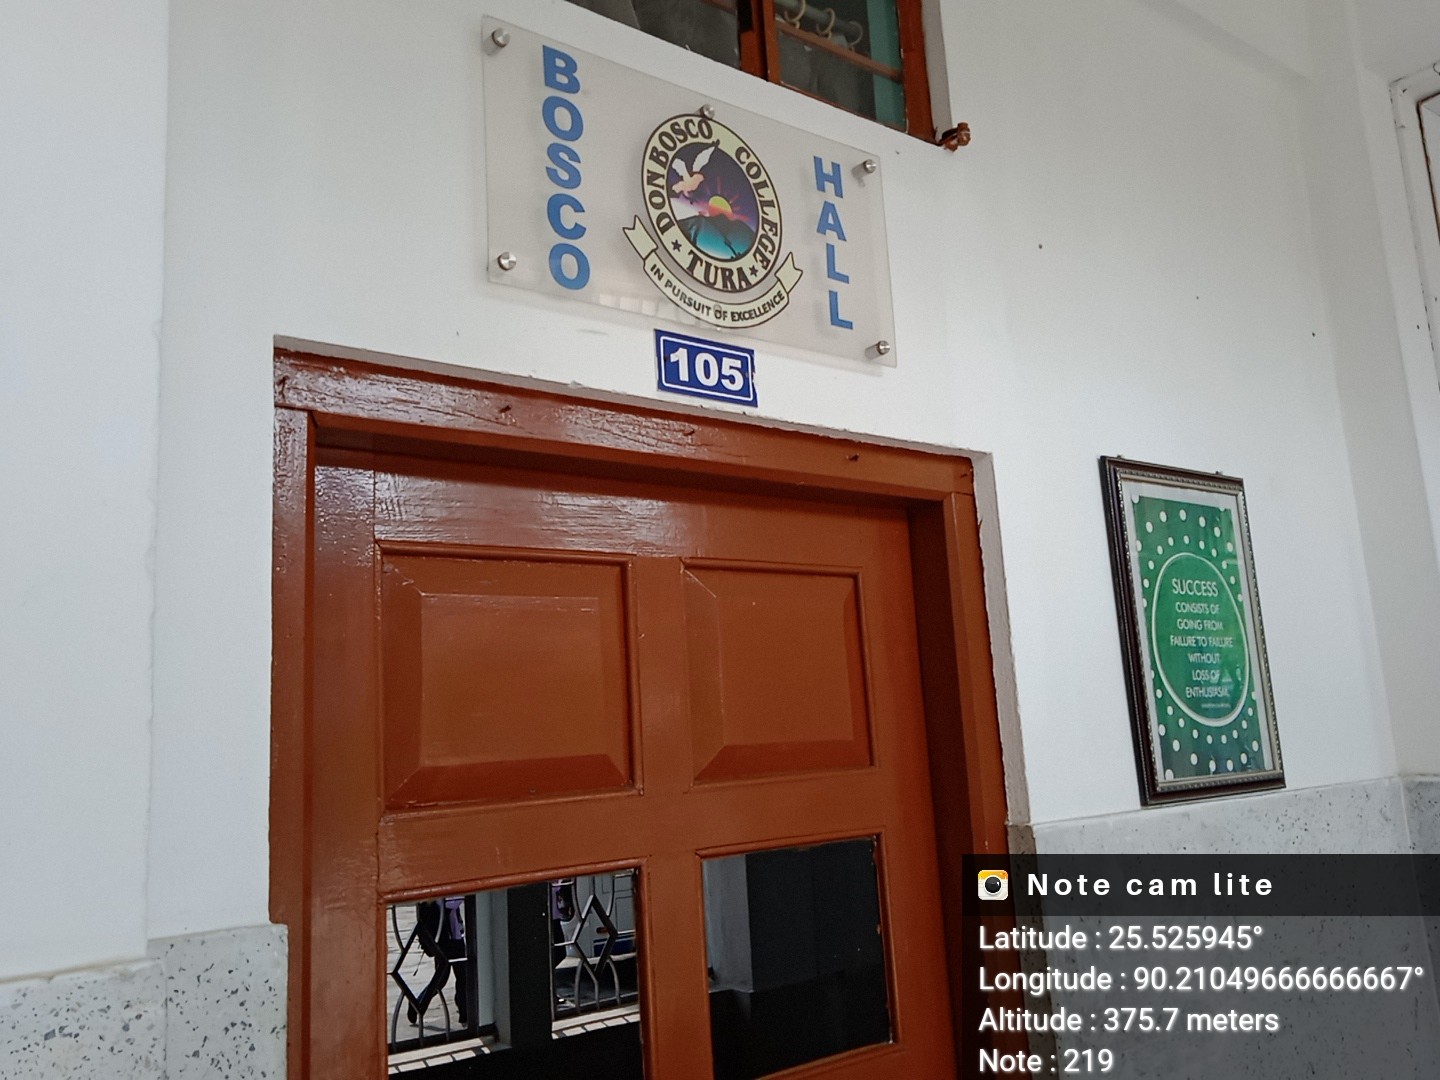 BOSCO
DON BOSCO COLLEGE
TURA
IN PURSUIT OF EXCELLENCE
HALL
105
SUCCESS
CONSISTS OF
GOING FROM
FAILURE TO FAILURE
WITHOUT
LOSS OF
ENTHUSIASM.
Note cam lite
Latitude : 25.525945°
Longitude : 90.21049666666667°
Altitude : 375.7 meters
Note : 219